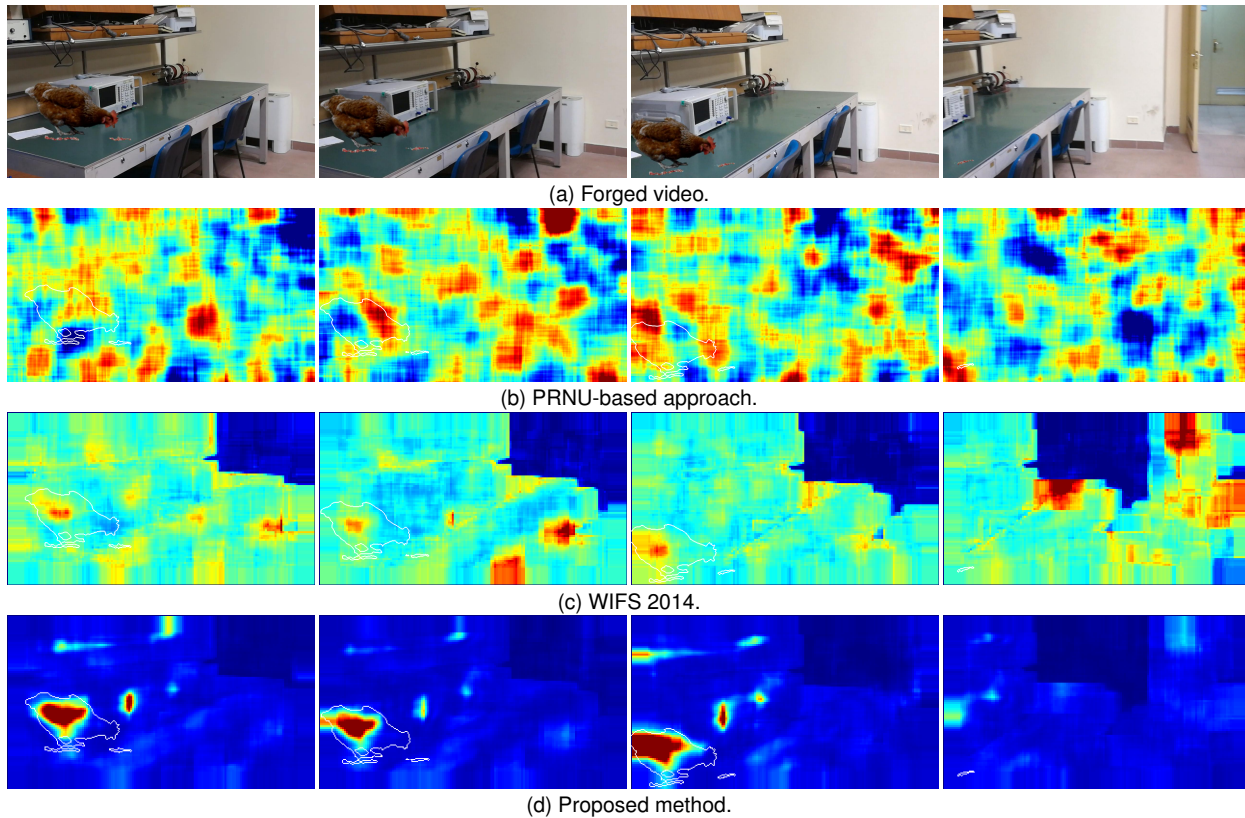 (a) Forged video.
(b) PRNU-based approach.
(c) WIFS 2014.
(d) Proposed method.